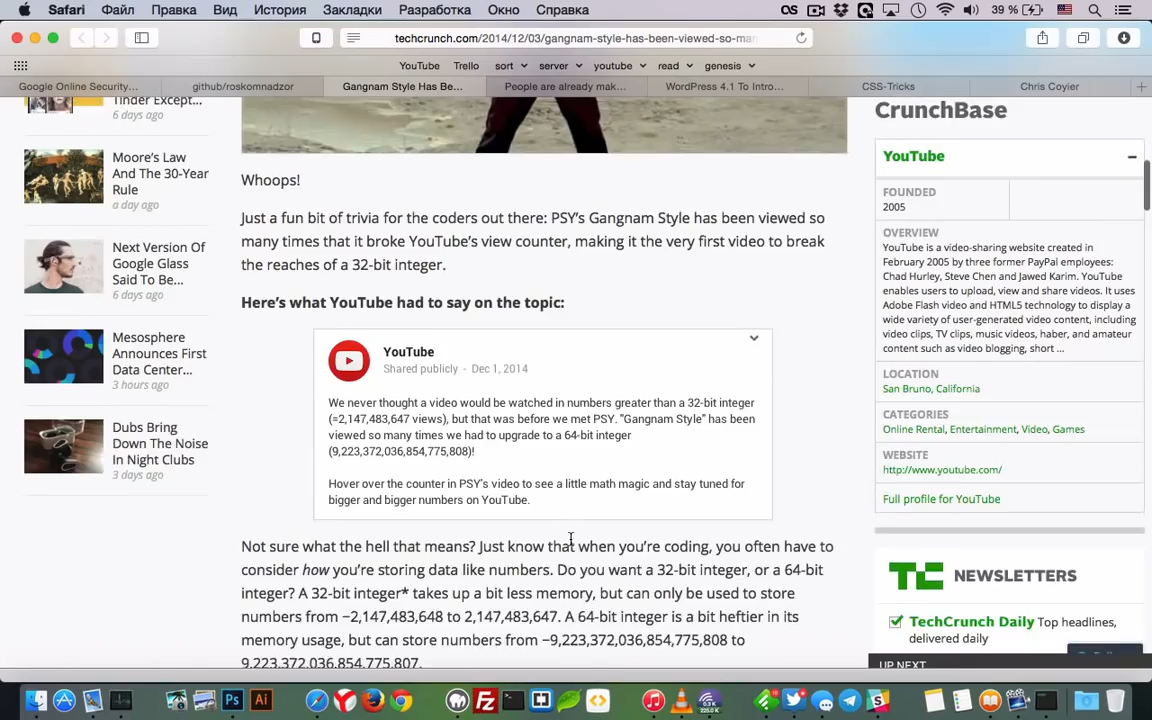 Safari Файл Правка Вид История Закладки Разработка Окно Справка 39 %
techcrunch.com/2014/12/03/gangnam-style-has-been-viewed-so-ma
YouTube Trello sort server youtube read genesis
Google Online Security... github/roskomnadzor Gangnam Style Has Be... People are already mak... WordPress 4.1 To Intro... CSS-Tricks Chris Coyier
Tinder Except...
6 days ago
Moore's Law
And The 30-Year
Rule
a day ago
Next Version Of
Google Glass
Said To Be...
6 days ago
Mesosphere
Announces First
Data Center...
3 hours ago
Dubs Bring
Down The Noise
In Night Clubs
3 days ago
Whoops!
Just a fun bit of trivia for the coders out there: PSY's Gangnam Style has been viewed so
many times that it broke YouTube's view counter, making it the very first video to break
the reaches of a 32-bit integer.
Here's what YouTube had to say on the topic:
YouTube
Shared publicly - Dec 1, 2014
We never thought a video would be watched in numbers greater than a 32-bit integer
(=2,147,483,647 views), but that was before we met PSY. "Gangnam Style" has been
viewed so many times we had to upgrade to a 64-bit integer
(9,223,372,036,854,775,808)!
Hover over the counter in PSY's video to see a little math magic and stay tuned for
bigger and bigger numbers on YouTube.
Not sure what the hell that means? Just know that when you're coding, you often have to
consider how you're storing data like numbers. Do you want a 32-bit integer, or a 64-bit
integer? A 32-bit integer* takes up a bit less memory, but can only be used to store
numbers from −2,147,483,648 to 2,147,483,647. A 64-bit integer is a bit heftier in its
memory usage, but can store numbers from −9,223,372,036,854,775,808 to
9,223,372,036,854,775,807.
CrunchBase
YouTube
FOUNDED
2005
OVERVIEW
YouTube is a video-sharing website created in
February 2005 by three former PayPal employees:
Chad Hurley, Steve Chen and Jawed Karim. YouTube
enables users to upload, view and share videos. It uses
Adobe Flash video and HTML5 technology to display a
wide variety of user-generated video content, including
video clips, TV clips, music videos, haber, and amateur
content such as video blogging, short ...
LOCATION
San Bruno, California
CATEGORIES
Online Rental, Entertainment, Video, Games
WEBSITE
http://www.youtube.com/
Full profile for YouTube
TC NEWSLETTERS
TechCrunch Daily Top headlines,
delivered daily
UP NEXT
Ps Ai